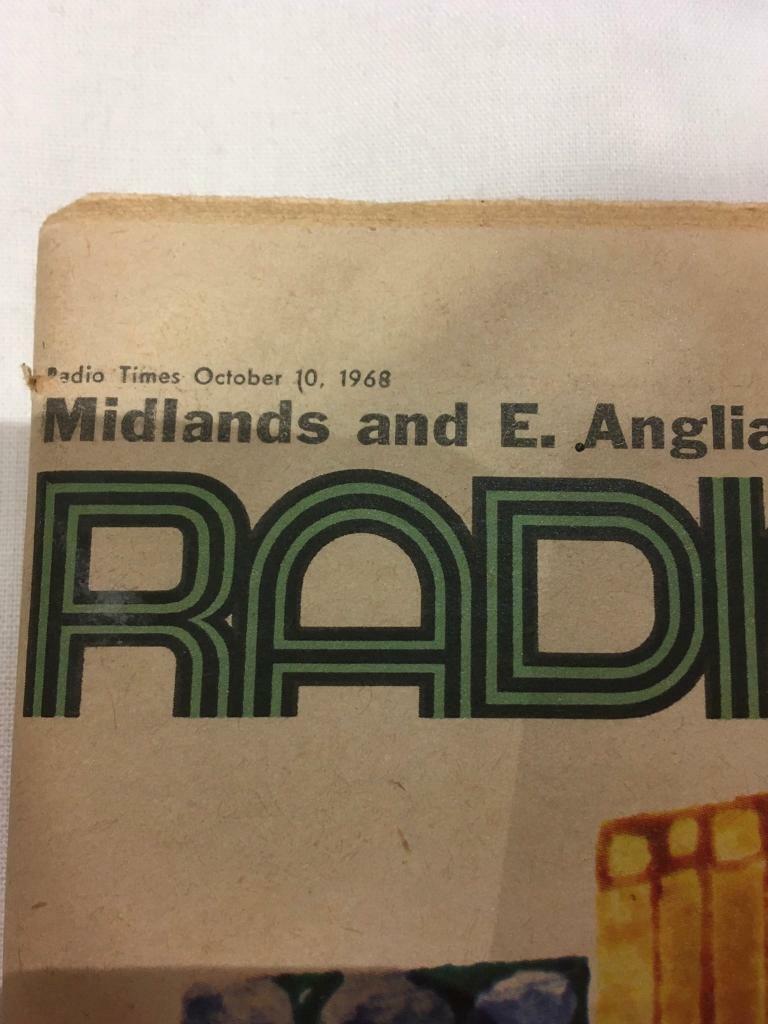 Radio Times October 10, 1968
Midlands and E. Anglia
RADI